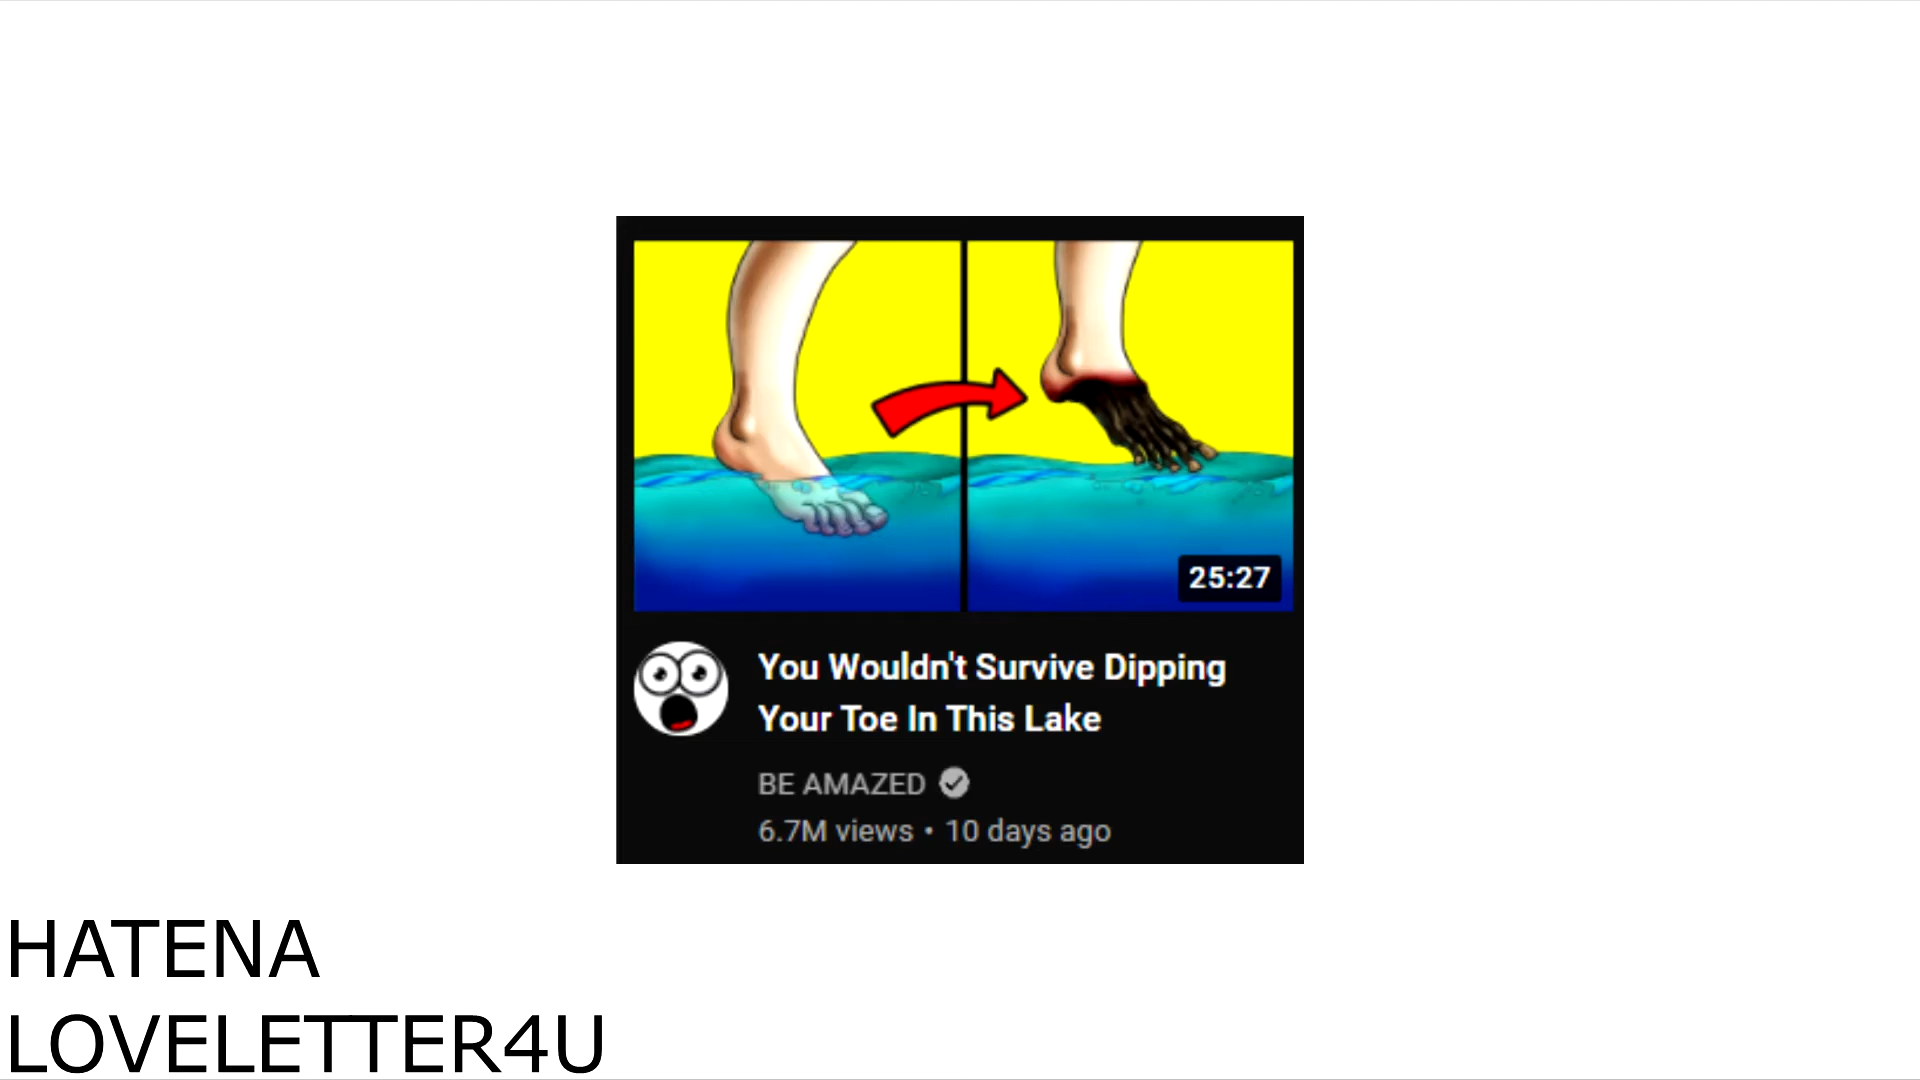 25:27
You Wouldn't Survive Dipping
Your Toe In This Lake
BE AMAZED
6.7M views • 10 days ago
HATENA
LOVELETTER4U